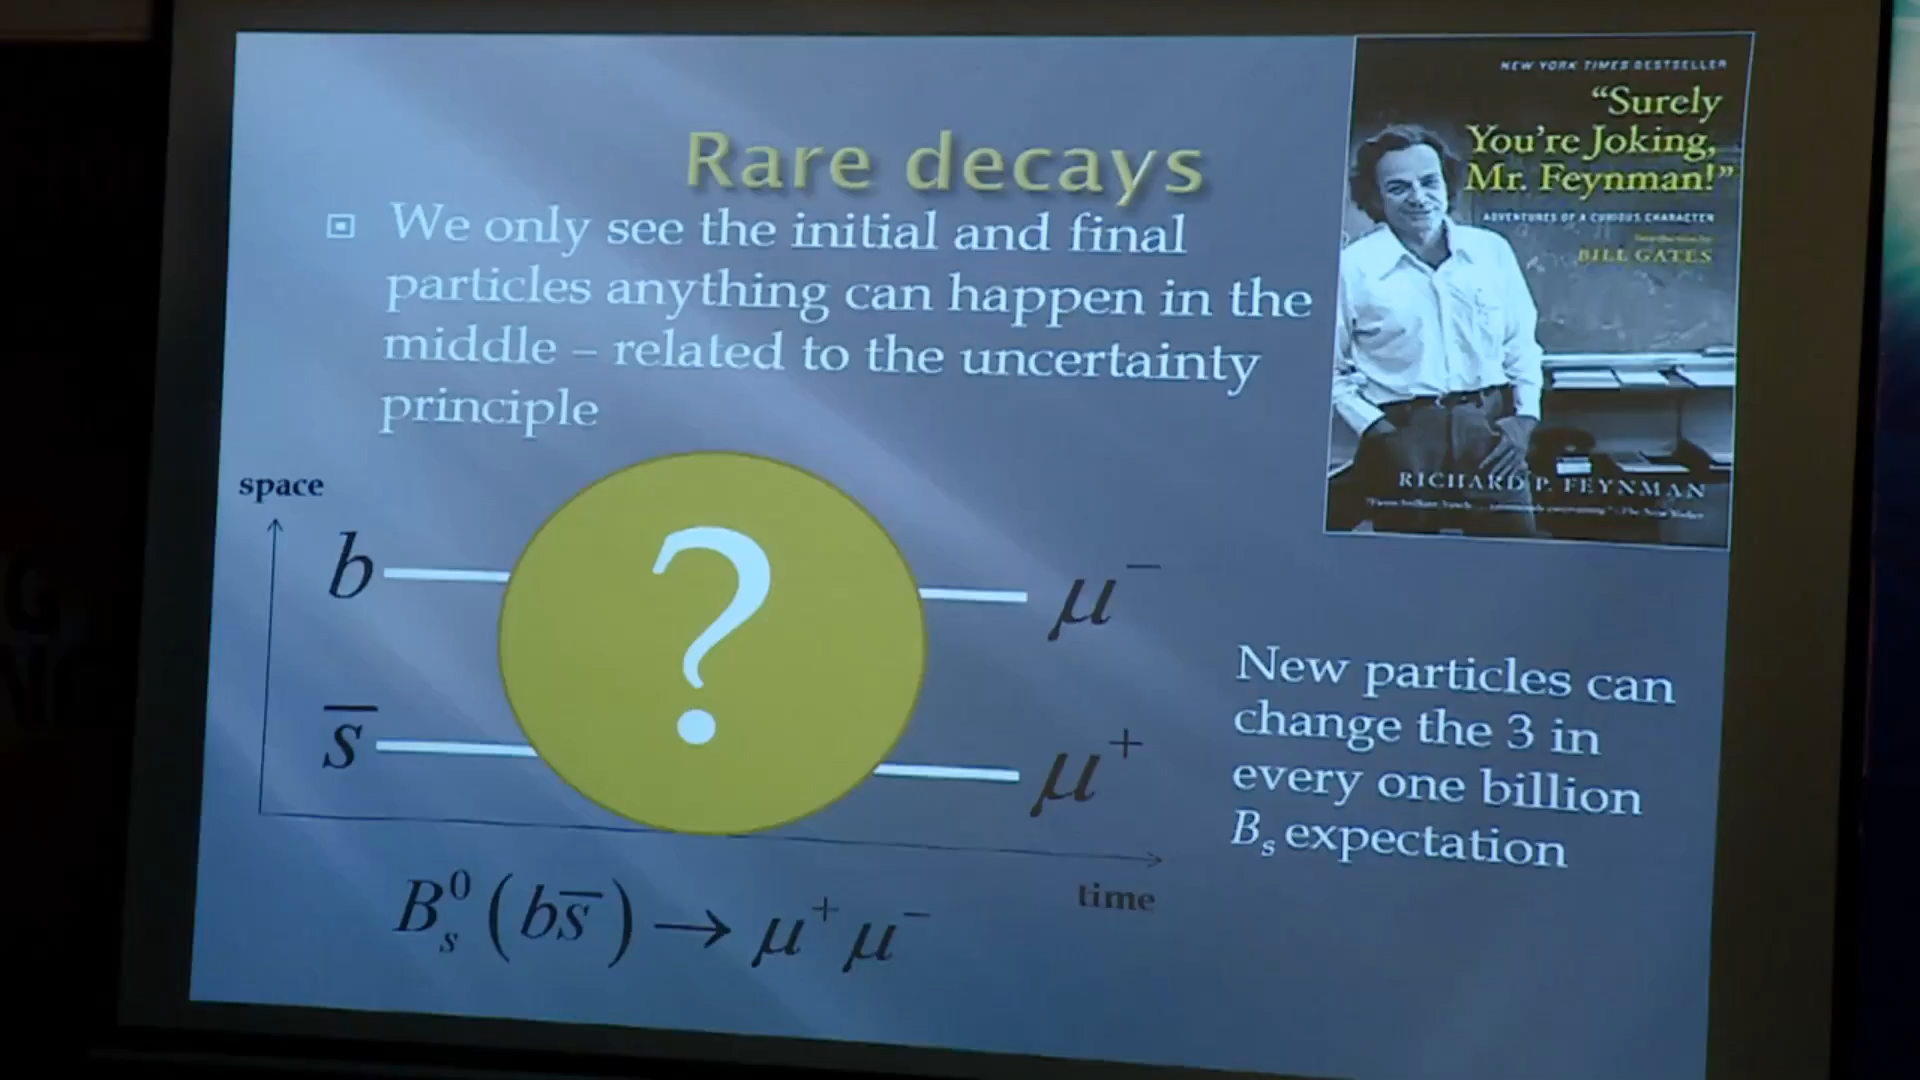 Rare decays
We only see the initial and final
particles anything can happen in the
middle – related to the uncertainty
principle
NEW YORK TIMES BESTSELLER
“Surely
You're Joking,
Mr. Feynman!”
ADVENTURES OF A CURIOUS CHARACTER
Introduction by
BILL GATES
RICHARD P. FEYNMAN
space
b
?
μ⁻
s̅
μ⁺
time
B⁰ₛ (bs̅) → μ⁺ μ⁻
New particles can
change the 3 in
every one billion
Bₛ expectation